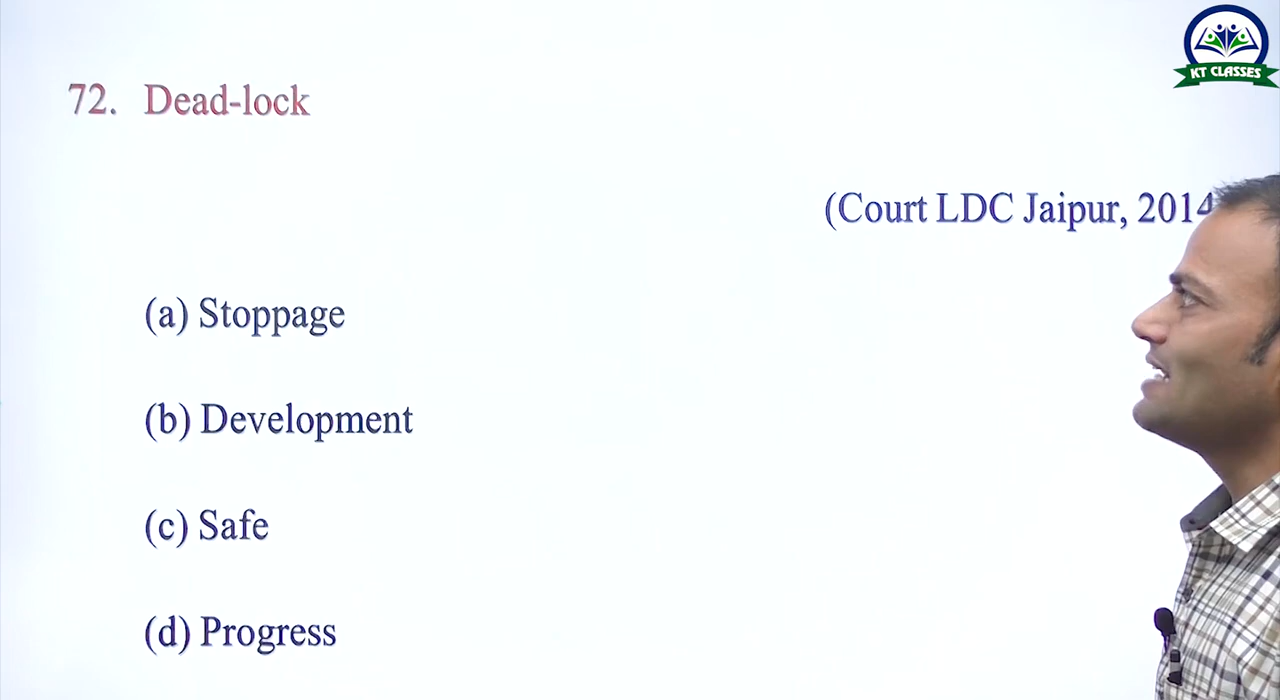 KT CLASSES
72. Dead-lock
(Court LDC Jaipur, 2014
(a) Stoppage
(b) Development
(c) Safe
(d) Progress